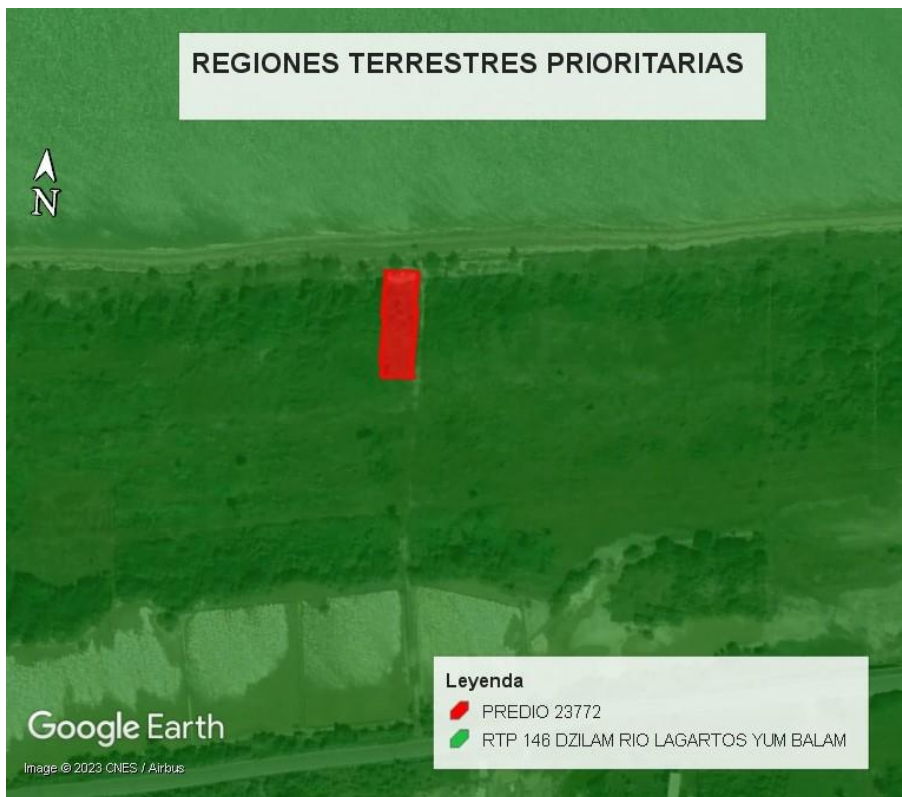 REGIONES TERRESTRES PRIORITARIAS
N
Leyenda
PREDIO 23772
RTP 146 DZILAM RIO LAGARTOS YUM BALAM
Google Earth
Image © 2023 CNES / Airbus